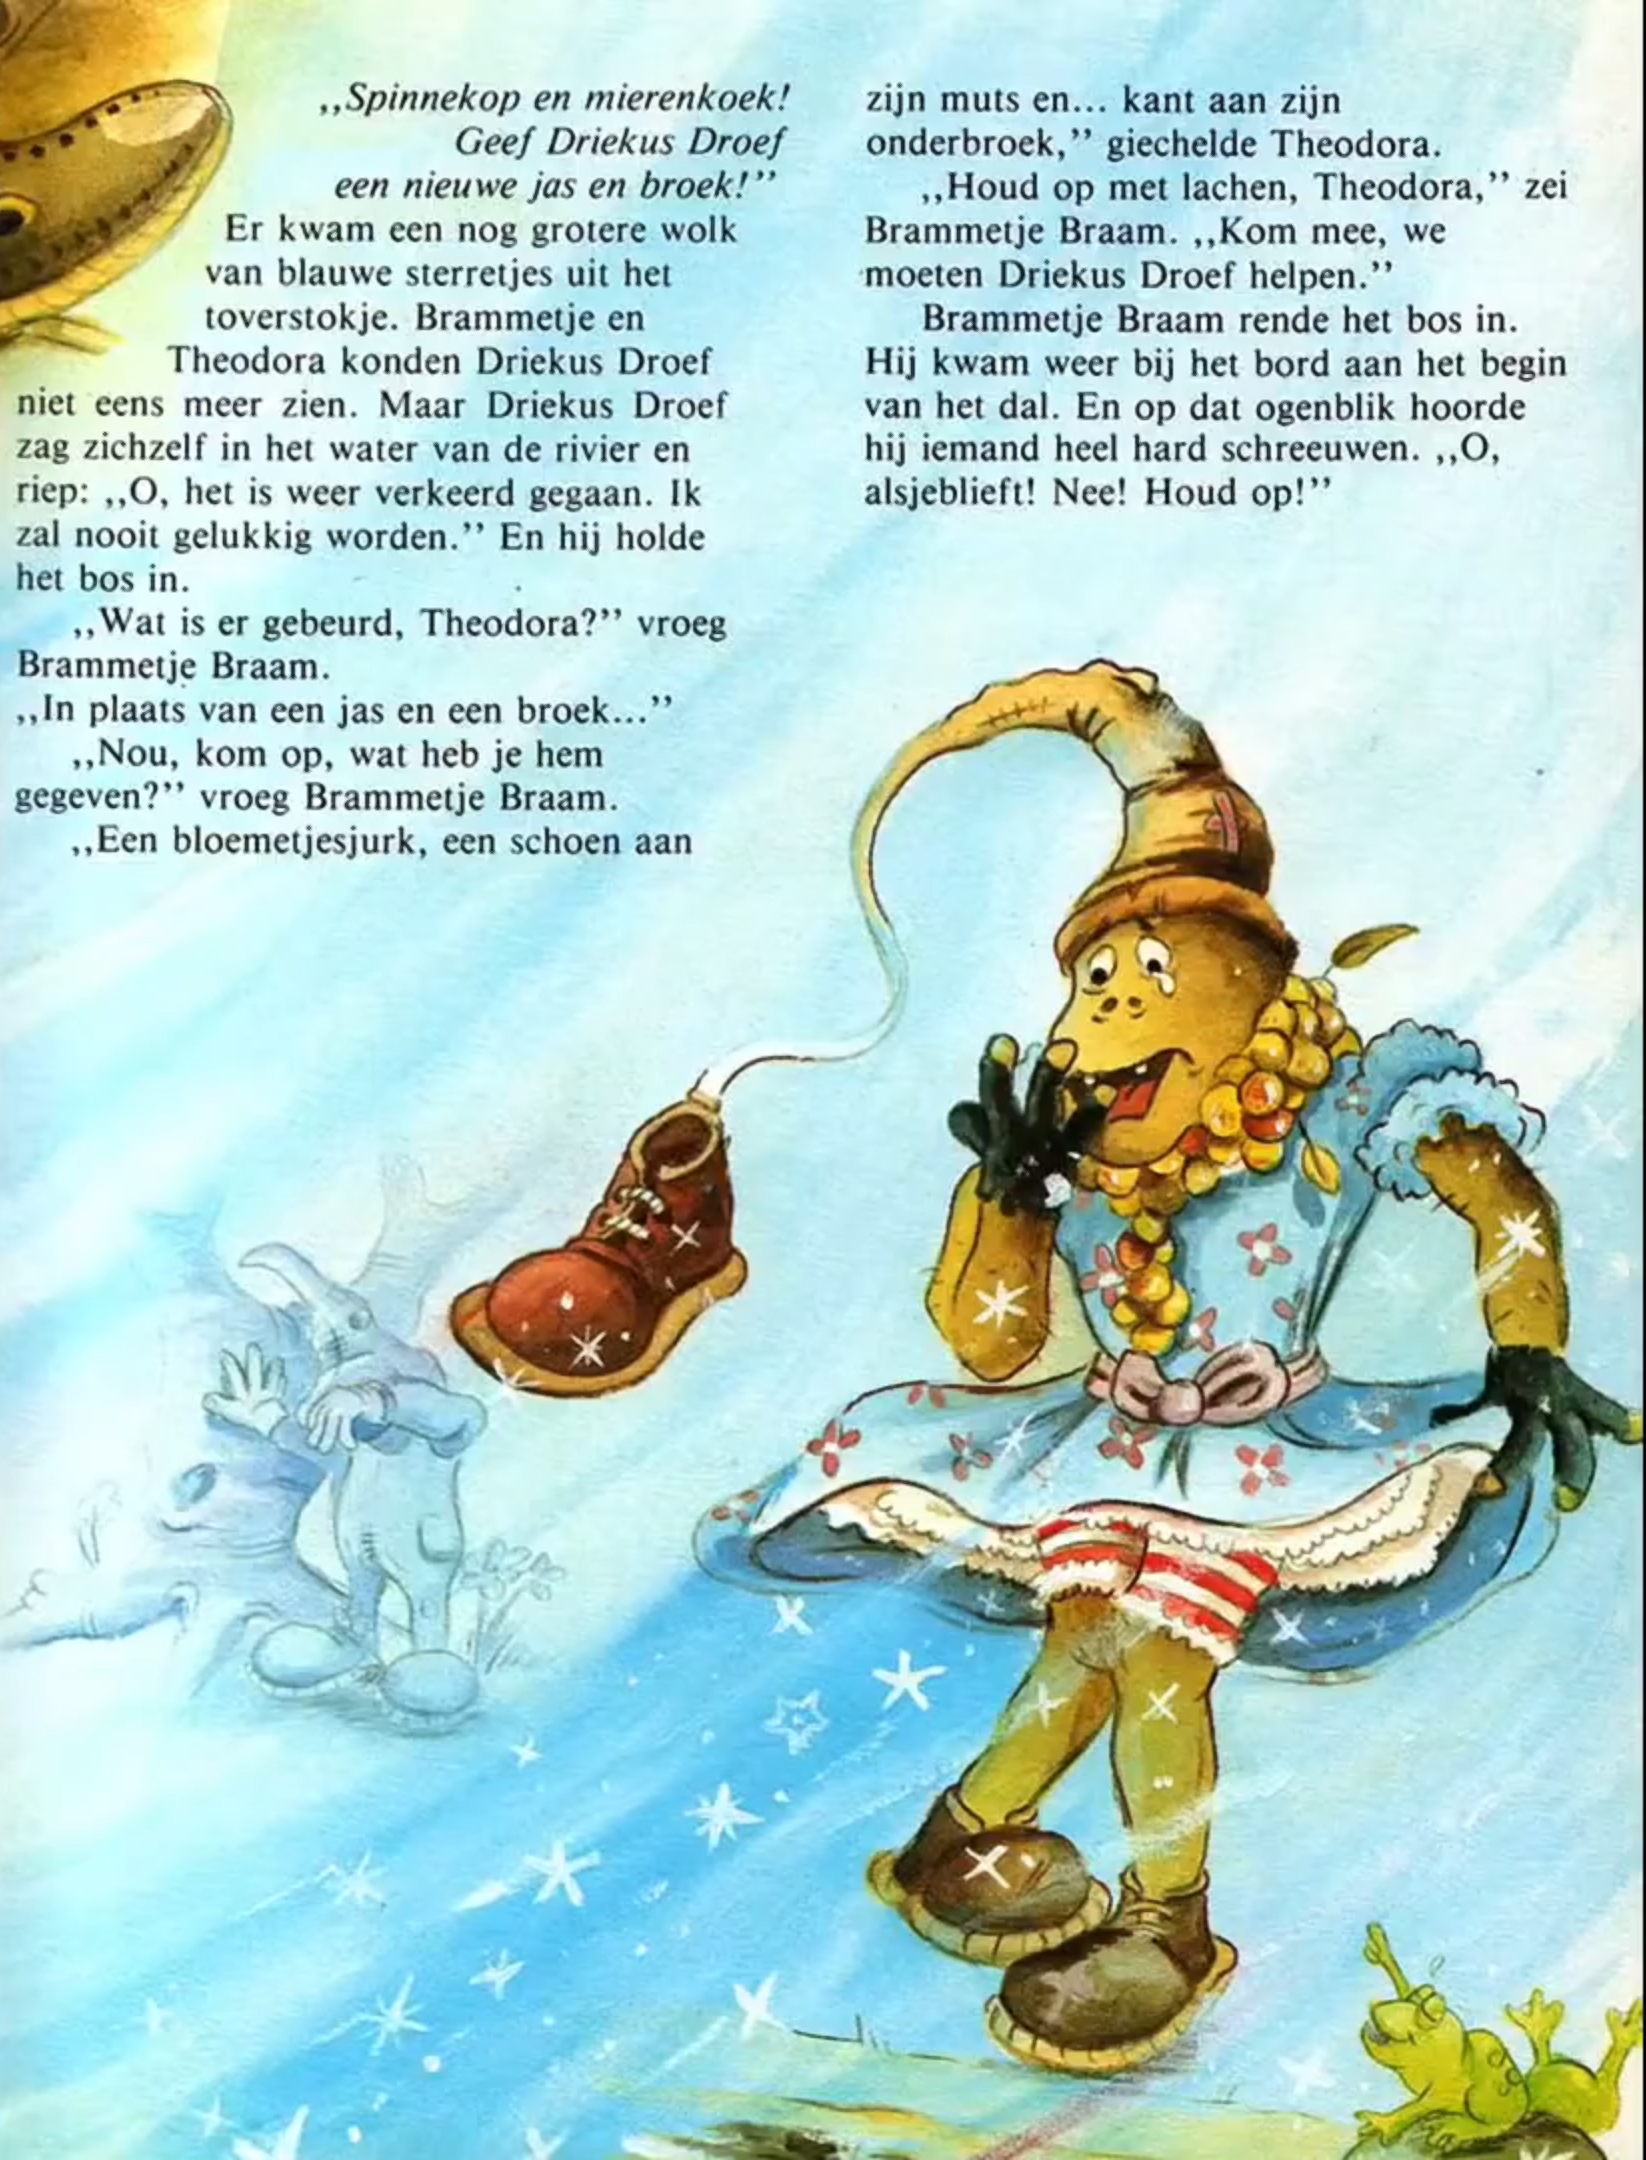 ,,Spinnekop en mierenkoek!
Geef Driekus Droef
een nieuwe jas en broek!’’
Er kwam een nog grotere wolk
van blauwe sterretjes uit het
toverstokje. Brammetje en
Theodora konden Driekus Droef
niet eens meer zien. Maar Driekus Droef
zag zichzelf in het water van de rivier en
riep: ,,O, het is weer verkeerd gegaan. Ik
zal nooit gelukkig worden.’’ En hij holde
het bos in.
,,Wat is er gebeurd, Theodora?’’ vroeg
Brammetje Braam.
,,In plaats van een jas en een broek...’’
,,Nou, kom op, wat heb je hem
gegeven?’’ vroeg Brammetje Braam.
,,Een bloemetjesjurk, een schoen aan
zijn muts en... kant aan zijn
onderbroek,’’ giechelde Theodora.
,,Houd op met lachen, Theodora,’’ zei
Brammetje Braam. ,,Kom mee, we
moeten Driekus Droef helpen.’’
Brammetje Braam rende het bos in.
Hij kwam weer bij het bord aan het begin
van het dal. En op dat ogenblik hoorde
hij iemand heel hard schreeuwen. ,,O,
alsjeblieft! Nee! Houd op!’’